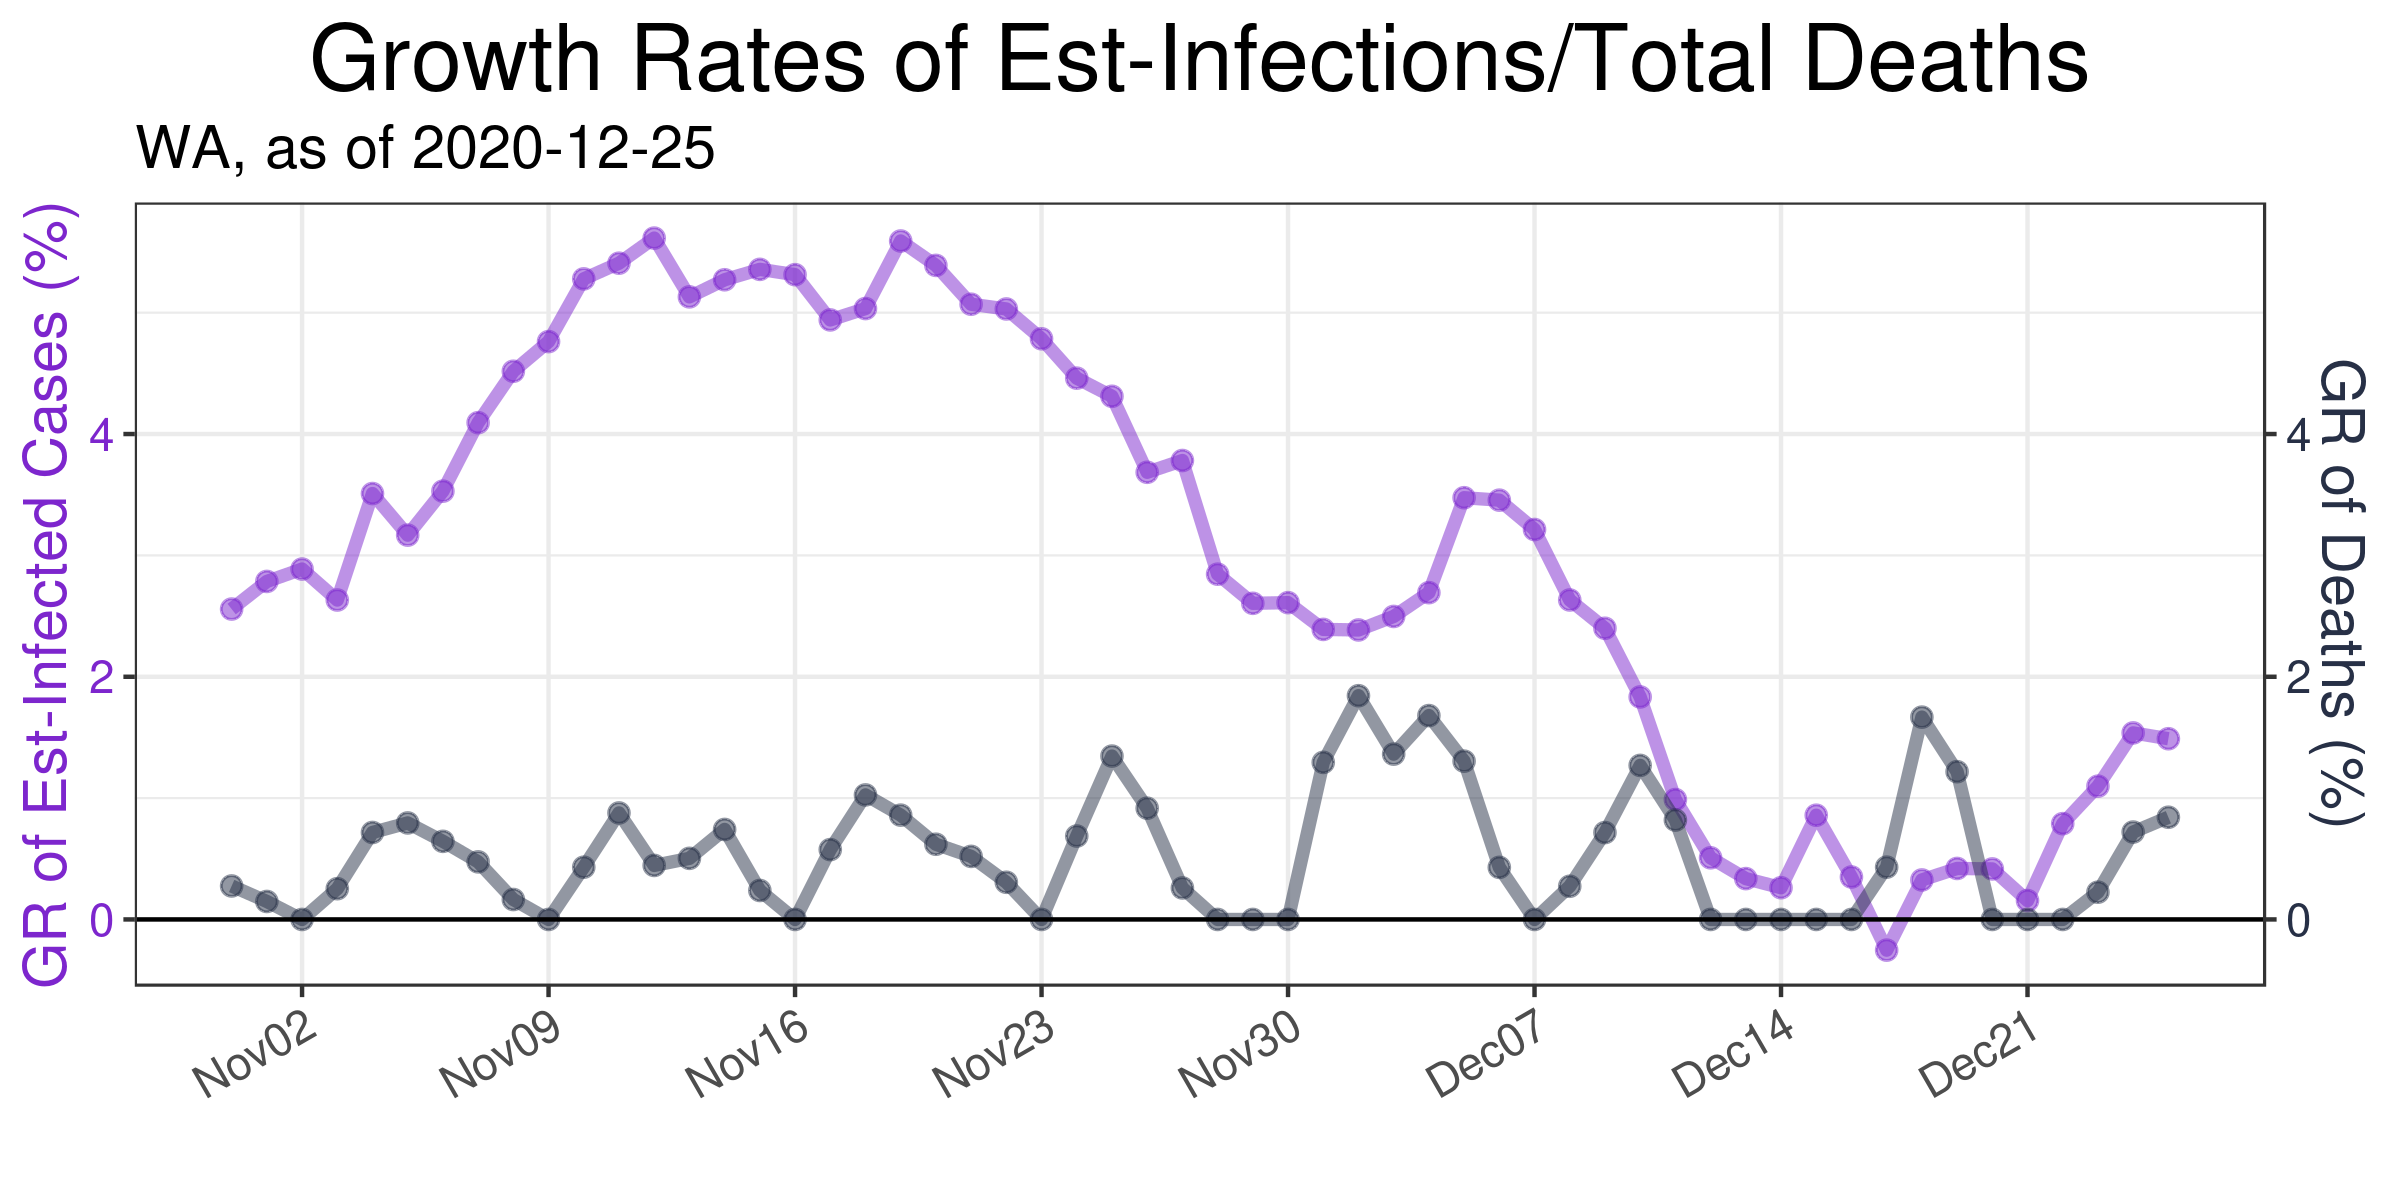 Growth Rates of Est-Infections/Total Deaths
WA, as of 2020-12-25
GR of Est-Infected Cases (%)
4
2
0
4
2
0
GR of Deaths (%)
Nov02
Nov09
Nov16
Nov23
Nov30
Dec07
Dec14
Dec21